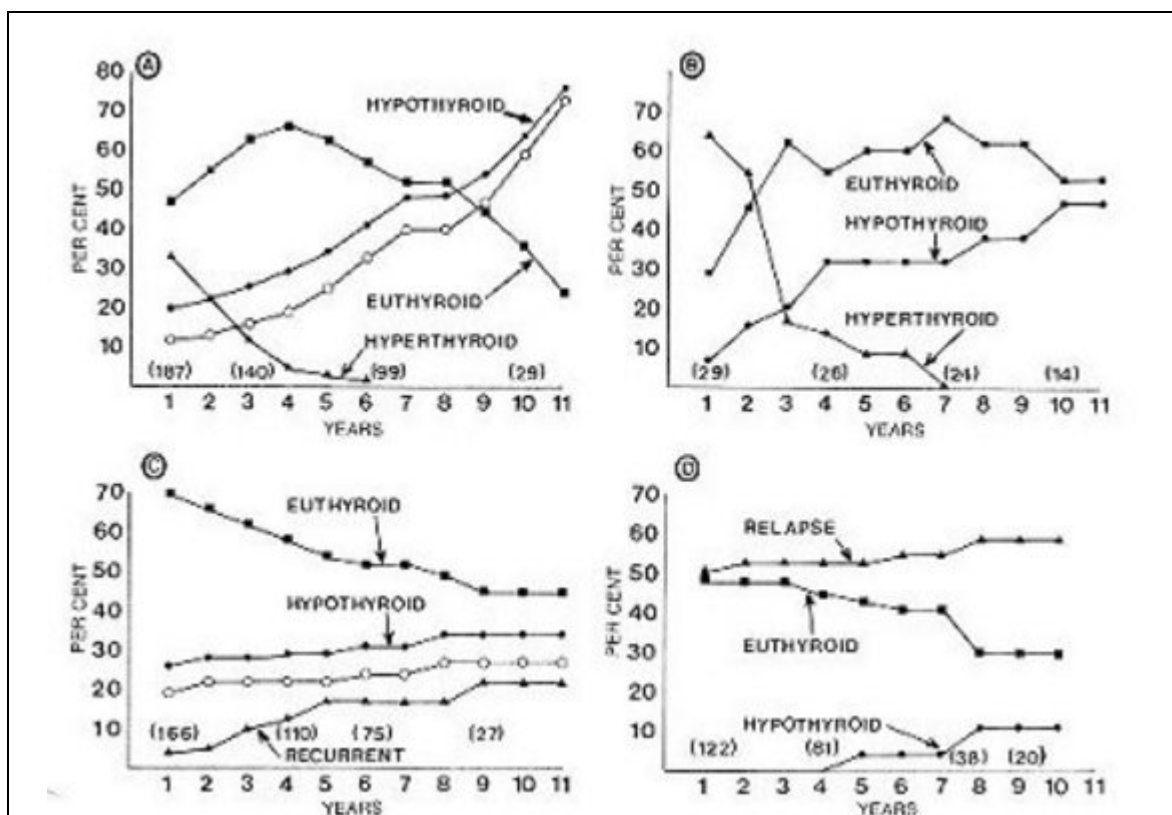 A
80
70
60
50
40
30
20
10
PER CENT
HYPOTHYROID
EUTHYROID
HYPERTHYROID
(187) (140) (99) (29)
1 2 3 4 5 6 7 8 9 10 11
YEARS
B
70
60
50
40
30
20
10
PER CENT
EUTHYROID
HYPOTHYROID
HYPERTHYROID
(29) (26) (24) (14)
1 2 3 4 5 6 7 8 9 10 11
YEARS
C
70
60
50
40
30
20
10
PER CENT
EUTHYROID
HYPOTHYROID
(166) (110) (75) (27)
RECURRENT
1 2 3 4 5 6 7 8 9 10 11
YEARS
D
70
60
50
40
30
20
10
PER CENT
RELAPSE
EUTHYROID
HYPOTHYROID
(122) (81) (38) (20)
1 2 3 4 5 6 7 8 9 10 11
YEARS